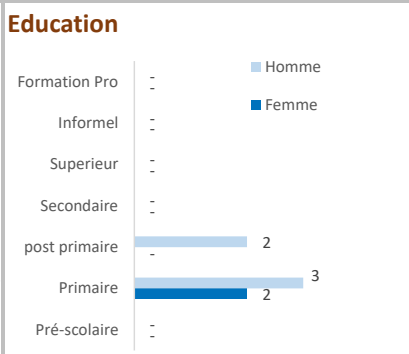 Education
Homme
Femme
Formation Pro - -
Informel - -
Superieur - -
Secondaire - -
post primaire 2 -
Primaire 3 2
Pré-scolaire - -